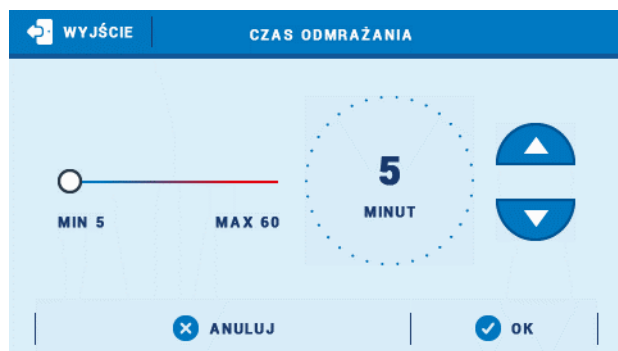 WYJŚCIE CZAS ODMRAŻANIA
5
MINUT
MIN 5 MAX 60
ANULUJ OK